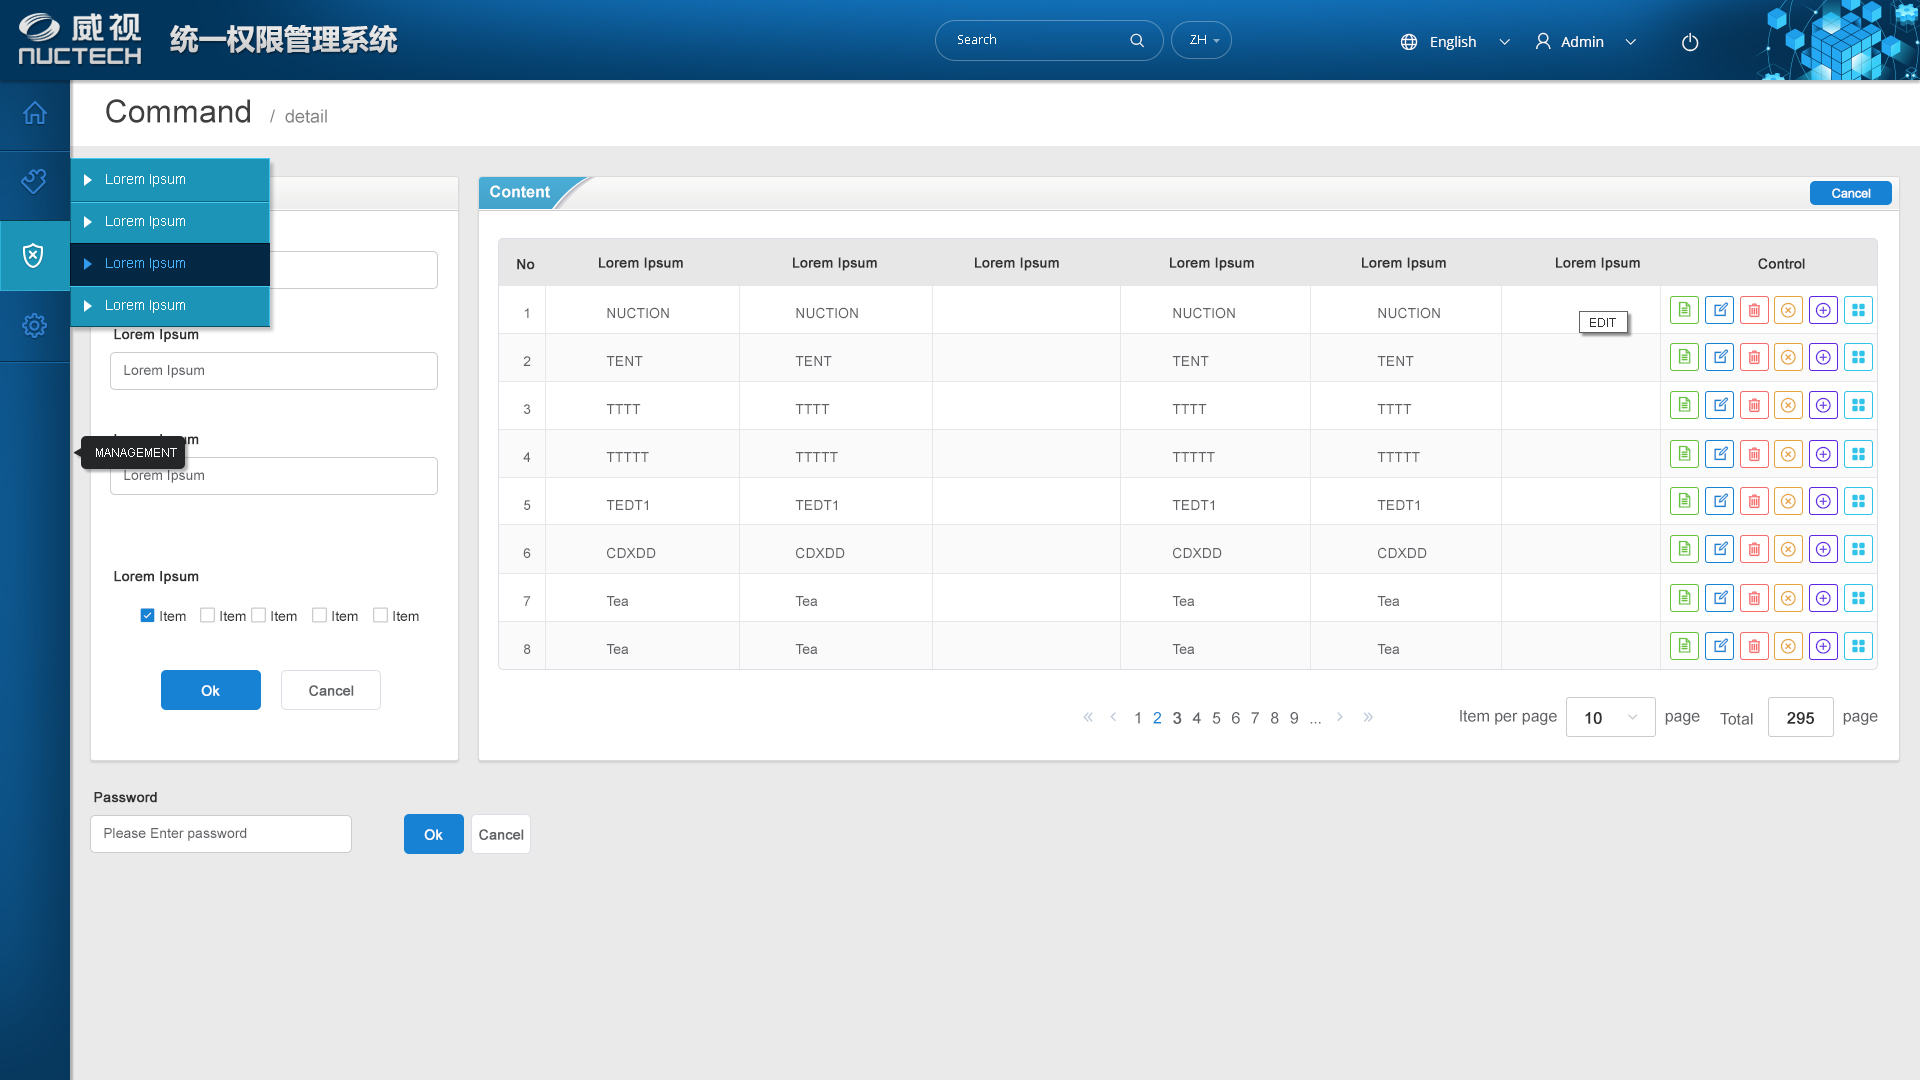 威视
NUCTECH
统一权限管理系统
Search
ZH
English
Admin
Command / detail
Lorem Ipsum
Lorem Ipsum
Lorem Ipsum
Lorem Ipsum
Lorem Ipsum
Lorem Ipsum
MANAGEMENT
Lorem Ipsum
Lorem Ipsum
Item Item Item Item Item
Ok Cancel
Content Cancel
No Lorem Ipsum Lorem Ipsum Lorem Ipsum Lorem Ipsum Lorem Ipsum Lorem Ipsum Control
1 NUCTION NUCTION NUCTION NUCTION
EDIT
2 TENT TENT TENT TENT
3 TTTT TTTT TTTT TTTT
4 TTTTT TTTTT TTTTT TTTTT
5 TEDT1 TEDT1 TEDT1 TEDT1
6 CDXDD CDXDD CDXDD CDXDD
7 Tea Tea Tea Tea
8 Tea Tea Tea Tea
« < 1 2 3 4 5 6 7 8 9 ... > » Item per page 10 page Total 295 page
Password
Please Enter password Ok Cancel